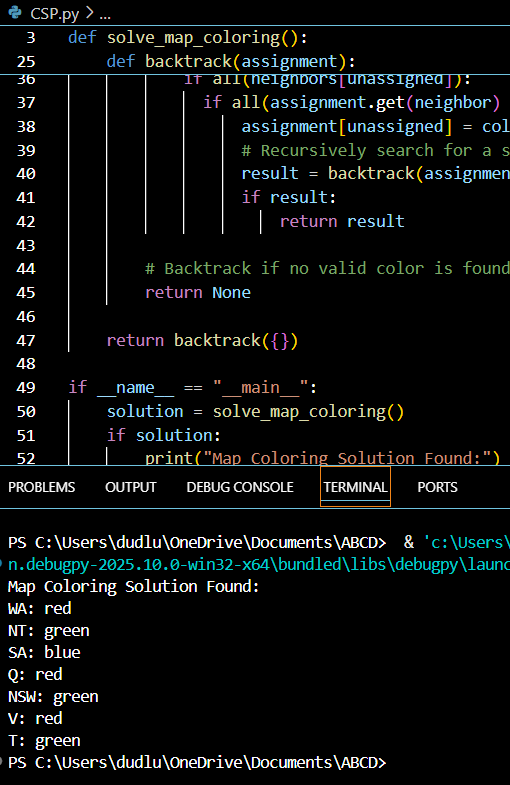 CSP.py > ...
3 def solve_map_coloring():
25 def backtrack(assignment):
36 if all(neighbors[unassigned]):
37 if all(assignment.get(neighbor)
38 assignment[unassigned] = col
39 # Recursively search for a s
40 result = backtrack(assignmen
41 if result:
42 return result
43
44 # Backtrack if no valid color is found
45 return None
46
47 return backtrack({})
48
49 if __name__ == "__main__":
50 solution = solve_map_coloring()
51 if solution:
52 print("Map Coloring Solution Found:")
PROBLEMS OUTPUT DEBUG CONSOLE TERMINAL PORTS
PS C:\Users\dudlu\OneDrive\Documents\ABCD> & 'c:\Users\
n.debugpy-2025.10.0-win32-x64\bundled\libs\debugpy\launc
Map Coloring Solution Found:
WA: red
NT: green
SA: blue
Q: red
NSW: green
V: red
T: green
PS C:\Users\dudlu\OneDrive\Documents\ABCD>